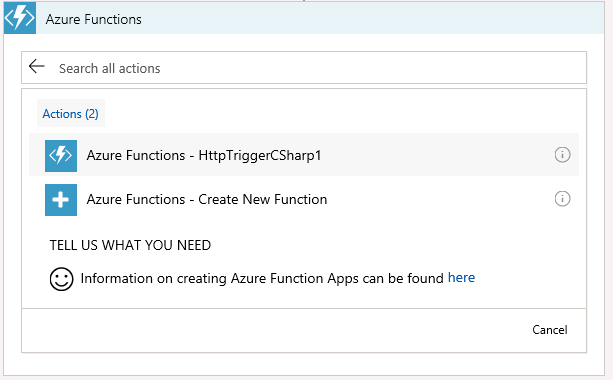 Azure Functions
Search all actions
Actions (2)
Azure Functions - HttpTriggerCSharp1
Azure Functions - Create New Function
TELL US WHAT YOU NEED
Information on creating Azure Function Apps can be found here
Cancel